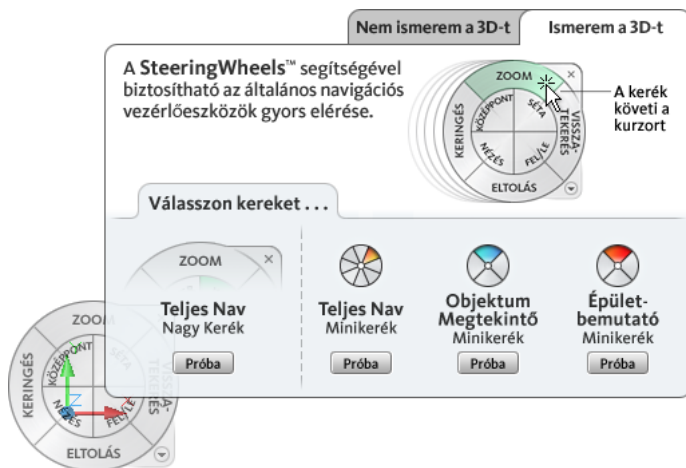 Nem ismerem a 3D-t
Ismerem a 3D-t
A SteeringWheels™ segítségével
biztosítható az általános navigációs
vezérlőeszközök gyors elérése.
ZOOM
KÖZÉPPONT
SÉTA
KERINGÉS
VISSZA-
TEKERÉS
NÉZÉS
FEL/LE
ELTOLÁS
A kerék
követi a
kurzort
Válasszon kereket . . .
ZOOM
Teljes Nav
Nagy Kerék
Próba
Teljes Nav
Minikerék
Próba
Objektum
Megtekintő
Minikerék
Próba
Épület-
bemutató
Minikerék
Próba
ZOOM
KÖZÉPPONT
SÉTA
KERINGÉS
VISSZA-
TEKERÉS
NÉZÉS
FEL/LE
ELTOLÁS
Z